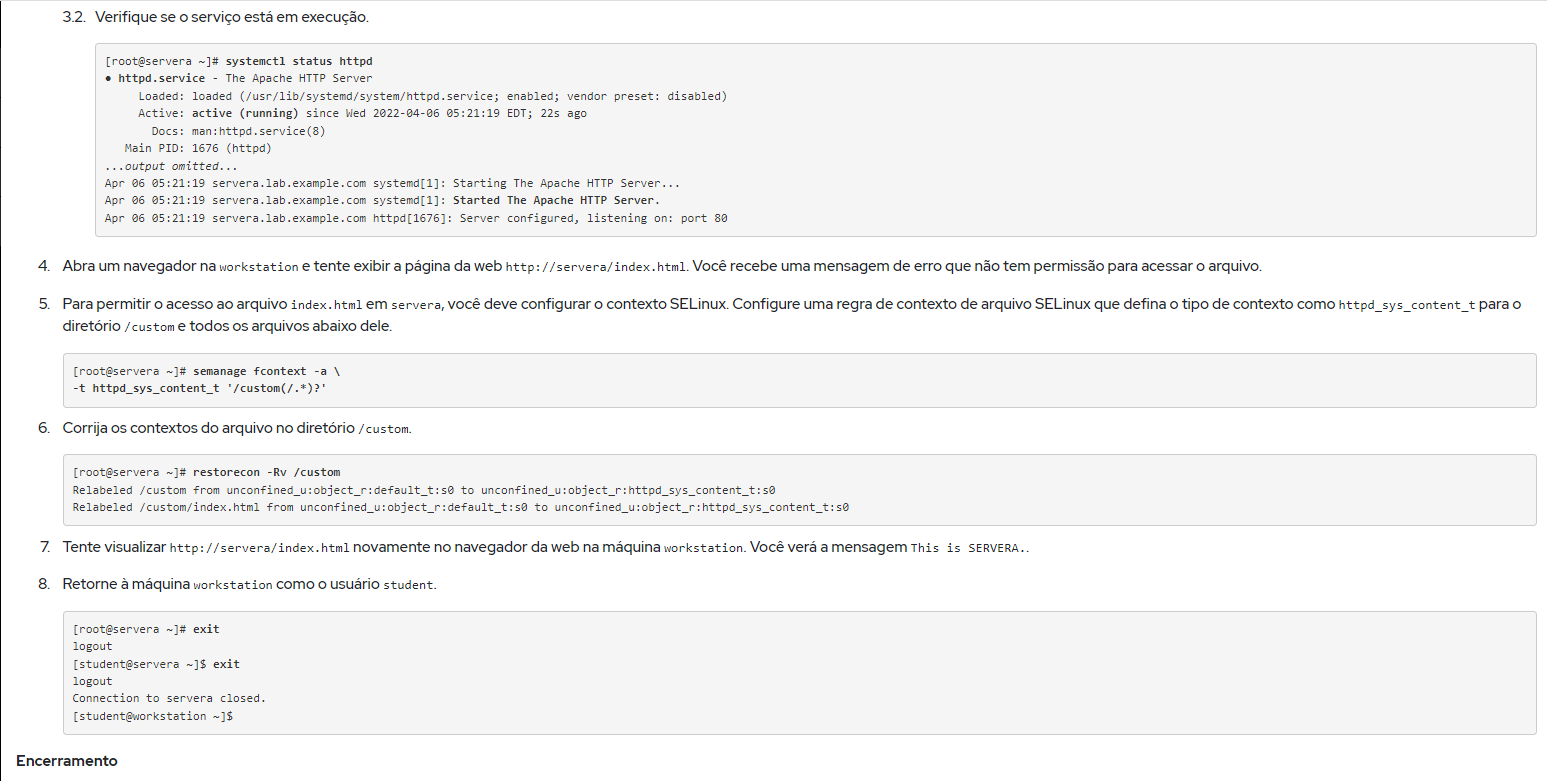 3.2. Verifique se o serviço está em execução.
[root@servera ~]# systemctl status httpd
● httpd.service - The Apache HTTP Server
Loaded: loaded (/usr/lib/systemd/system/httpd.service; enabled; vendor preset: disabled)
Active: active (running) since Wed 2022-04-06 05:21:19 EDT; 22s ago
Docs: man:httpd.service(8)
Main PID: 1676 (httpd)
...output omitted...
Apr 06 05:21:19 servera.lab.example.com systemd[1]: Starting The Apache HTTP Server...
Apr 06 05:21:19 servera.lab.example.com systemd[1]: Started The Apache HTTP Server.
Apr 06 05:21:19 servera.lab.example.com httpd[1676]: Server configured, listening on: port 80
4. Abra um navegador na workstation e tente exibir a página da web http://servera/index.html. Você recebe uma mensagem de erro que não tem permissão para acessar o arquivo.
5. Para permitir o acesso ao arquivo index.html em servera, você deve configurar o contexto SELinux. Configure uma regra de contexto de arquivo SELinux que defina o tipo de contexto como httpd_sys_content_t para o
diretório /custom e todos os arquivos abaixo dele.
[root@servera ~]# semanage fcontext -a \
-t httpd_sys_content_t '/custom(/.*)?'
6. Corrija os contextos do arquivo no diretório /custom.
[root@servera ~]# restorecon -Rv /custom
Relabeled /custom from unconfined_u:object_r:default_t:s0 to unconfined_u:object_r:httpd_sys_content_t:s0
Relabeled /custom/index.html from unconfined_u:object_r:default_t:s0 to unconfined_u:object_r:httpd_sys_content_t:s0
7. Tente visualizar http://servera/index.html novamente no navegador da web na máquina workstation. Você verá a mensagem This is SERVERA..
8. Retorne à máquina workstation como o usuário student.
[root@servera ~]# exit
logout
[student@servera ~]$ exit
logout
Connection to servera closed.
[student@workstation ~]$
Encerramento